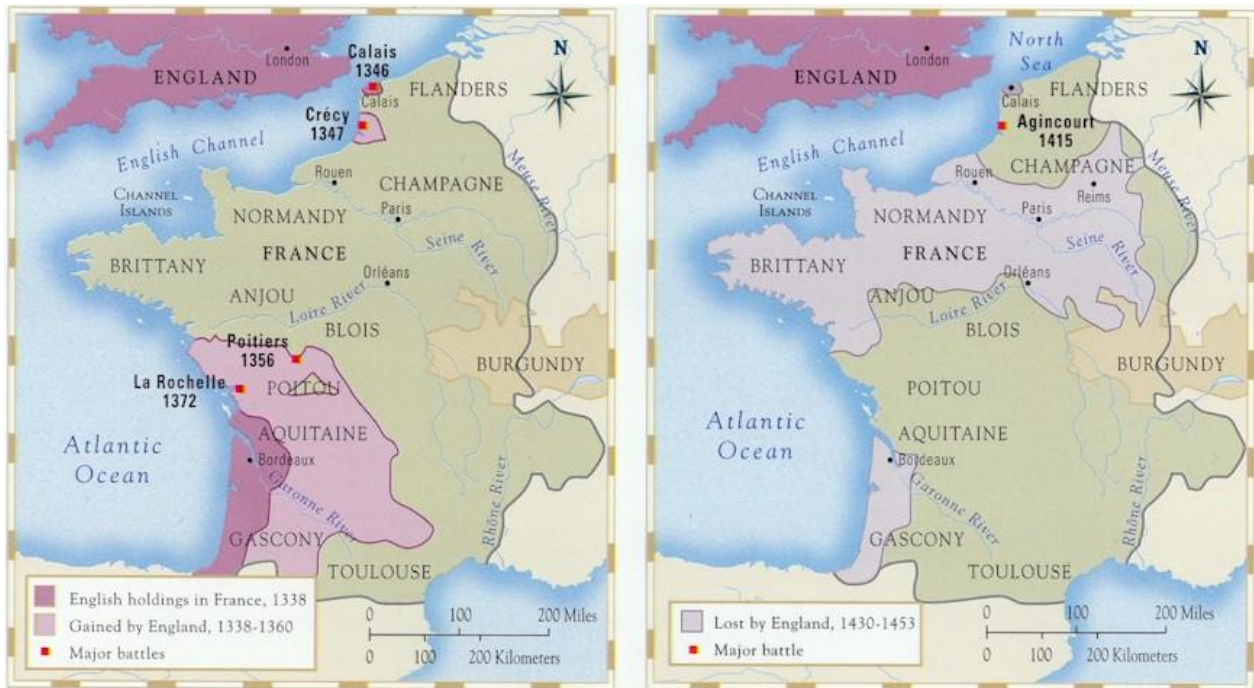 ENGLAND
London
Calais
1346
Calais
FLANDERS
N
Crécy
1347
English Channel
Meuse River
Rouen
CHAMPAGNE
CHANNEL
ISLANDS
NORMANDY
Paris
Seine River
FRANCE
BRITTANY
Orléans
ANJOU
Loire River
BLOIS
Poitiers
1356
BURGUNDY
La Rochelle
1372
POITOU
AQUITAINE
Atlantic
Ocean
Bordeaux
Garonne River
Rhône River
GASCONY
TOULOUSE
English holdings in France, 1338
Gained by England, 1338-1360
Major battles
0 100 200 Miles
0 100 200 Kilometers
ENGLAND
London
North
Sea
N
Calais
FLANDERS
Agincourt
1415
English Channel
CHAMPAGNE
Meuse River
Rouen
Reims
CHANNEL
ISLANDS
NORMANDY
Paris
Seine River
FRANCE
BRITTANY
Orléans
ANJOU
Loire River
BLOIS
BURGUNDY
POITOU
AQUITAINE
Atlantic
Ocean
Bordeaux
Garonne River
Rhône River
GASCONY
TOULOUSE
Lost by England, 1430-1453
Major battle
0 100 200 Miles
0 100 200 Kilometers